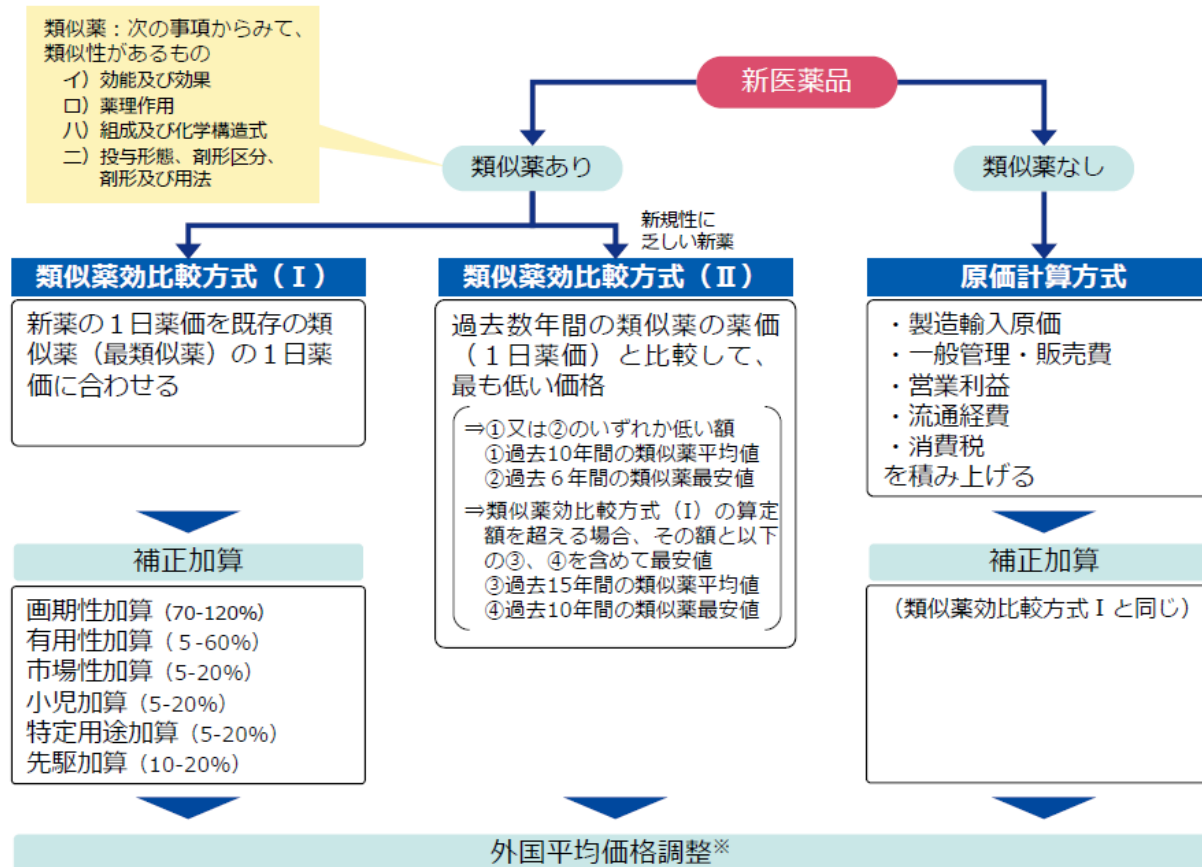 類似薬：次の事項からみて、
類似性があるもの
イ）効能及び効果
ロ）薬理作用
ハ）組成及び化学構造式
ニ）投与形態、剤形区分、
剤形及び用法
新医薬品
類似薬あり
類似薬なし
新規性に
乏しい新薬
類似薬効比較方式（Ⅰ）
新薬の１日薬価を既存の類
似薬（最類似薬）の１日薬
価に合わせる
補正加算
画期性加算（70-120%）
有用性加算（５-60%）
市場性加算（5-20%）
小児加算（5-20%）
特定用途加算（5-20%）
先駆加算（10-20%）
類似薬効比較方式（Ⅱ）
過去数年間の類似薬の薬価
（１日薬価）と比較して、
最も低い価格
⇒①又は②のいずれか低い額
①過去10年間の類似薬平均値
②過去６年間の類似薬最安値
⇒類似薬効比較方式（Ⅰ）の算定
額を超える場合、その額と以下
の③、④を含めて最安値
③過去15年間の類似薬平均値
④過去10年間の類似薬最安値
原価計算方式
・製造輸入原価
・一般管理・販売費
・営業利益
・流通経費
・消費税
を積み上げる
補正加算
（類似薬効比較方式Ⅰと同じ）
外国平均価格調整※